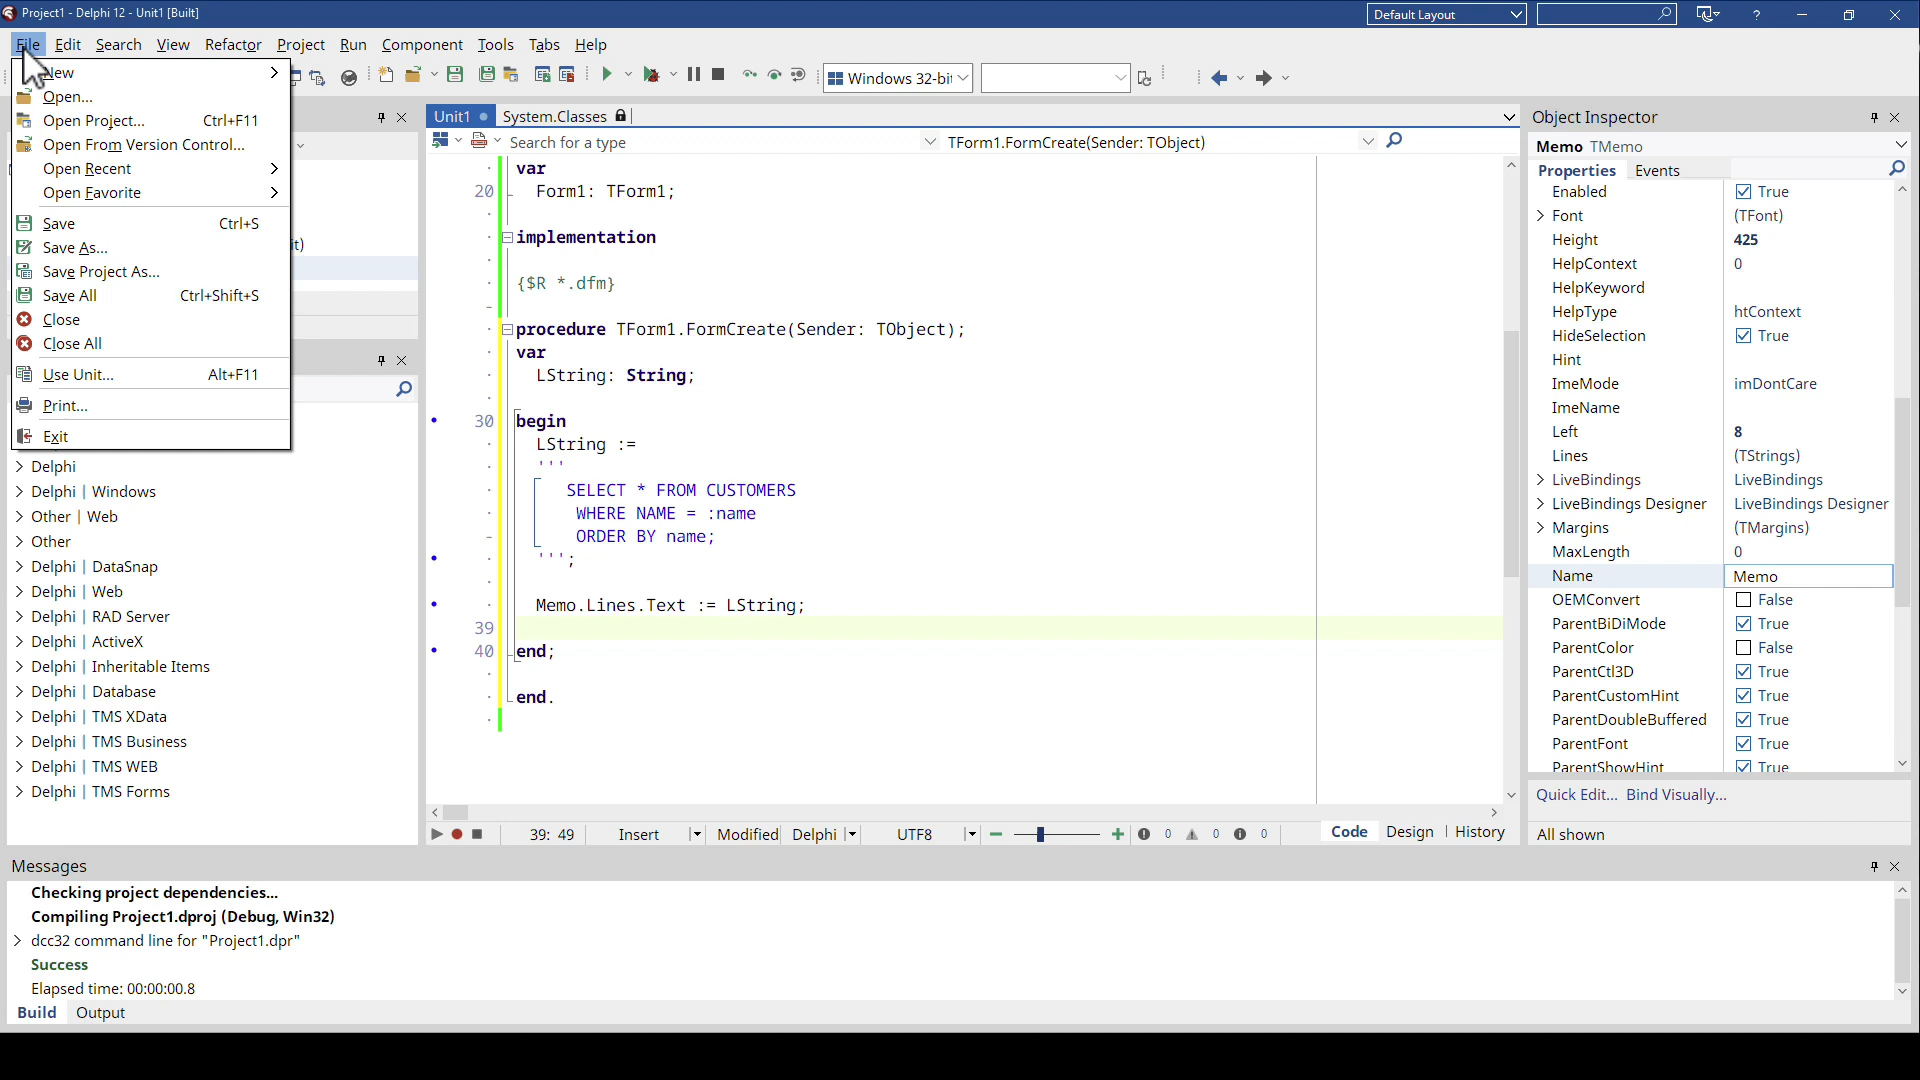 Project1 - Delphi 12 - Unit1 [Built]
Default Layout
File Edit Search View Refactor Project Run Component Tools Tabs Help
New
Open...
Open Project... Ctrl+F11
Open From Version Control...
Open Recent
Open Favorite
Save Ctrl+S
Save As...
Save Project As...
Save All Ctrl+Shift+S
Close
Close All
Use Unit... Alt+F11
Print...
Exit
it)
Delphi
Delphi | Windows
Other | Web
Other
Delphi | DataSnap
Delphi | Web
Delphi | RAD Server
Delphi | ActiveX
Delphi | Inheritable Items
Delphi | Database
Delphi | TMS XData
Delphi | TMS Business
Delphi | TMS WEB
Delphi | TMS Forms
Windows 32-bit
Unit1 System.Classes
Search for a type TForm1.FormCreate(Sender: TObject)
var
20 Form1: TForm1;
implementation
{$R *.dfm}
procedure TForm1.FormCreate(Sender: TObject);
var
LString: String;
30 begin
LString :=
'''
SELECT * FROM CUSTOMERS
WHERE NAME = :name
ORDER BY name;
''';
Memo.Lines.Text := LString;
39
40 end;
end.
39: 49 Insert Modified Delphi UTF8 0 0 0 Code Design History
Object Inspector
Memo TMemo
Properties Events
Enabled True
Font (TFont)
Height 425
HelpContext 0
HelpKeyword
HelpType htContext
HideSelection True
Hint
ImeMode imDontCare
ImeName
Left 8
Lines (TStrings)
LiveBindings LiveBindings
LiveBindings Designer LiveBindings Designer
Margins (TMargins)
MaxLength 0
Name Memo
OEMConvert False
ParentBiDiMode True
ParentColor False
ParentCtl3D True
ParentCustomHint True
ParentDoubleBuffered True
ParentFont True
ParentShowHint True
Quick Edit... Bind Visually...
All shown
Messages
Checking project dependencies...
Compiling Project1.dproj (Debug, Win32)
dcc32 command line for "Project1.dpr"
Success
Elapsed time: 00:00:00.8
Build Output